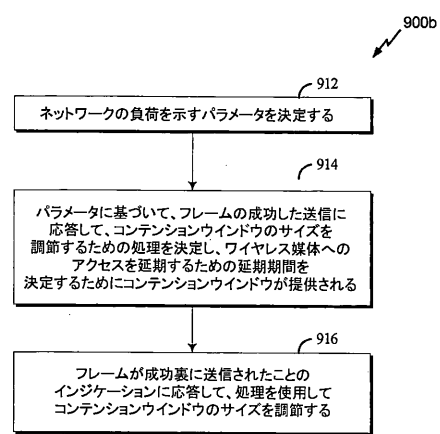 900b
912
ネットワークの負荷を示すパラメータを決定する
914
パラメータに基づいて、フレームの成功した送信に
応答して、コンテンションウインドウのサイズを
調節するための処理を決定し、ワイヤレス媒体への
アクセスを延期するための延期期間を
決定するためにコンテンションウインドウが提供される
916
フレームが成功裏に送信されたことの
インジケーションに応答して、処理を使用して
コンテンションウインドウのサイズを調節する